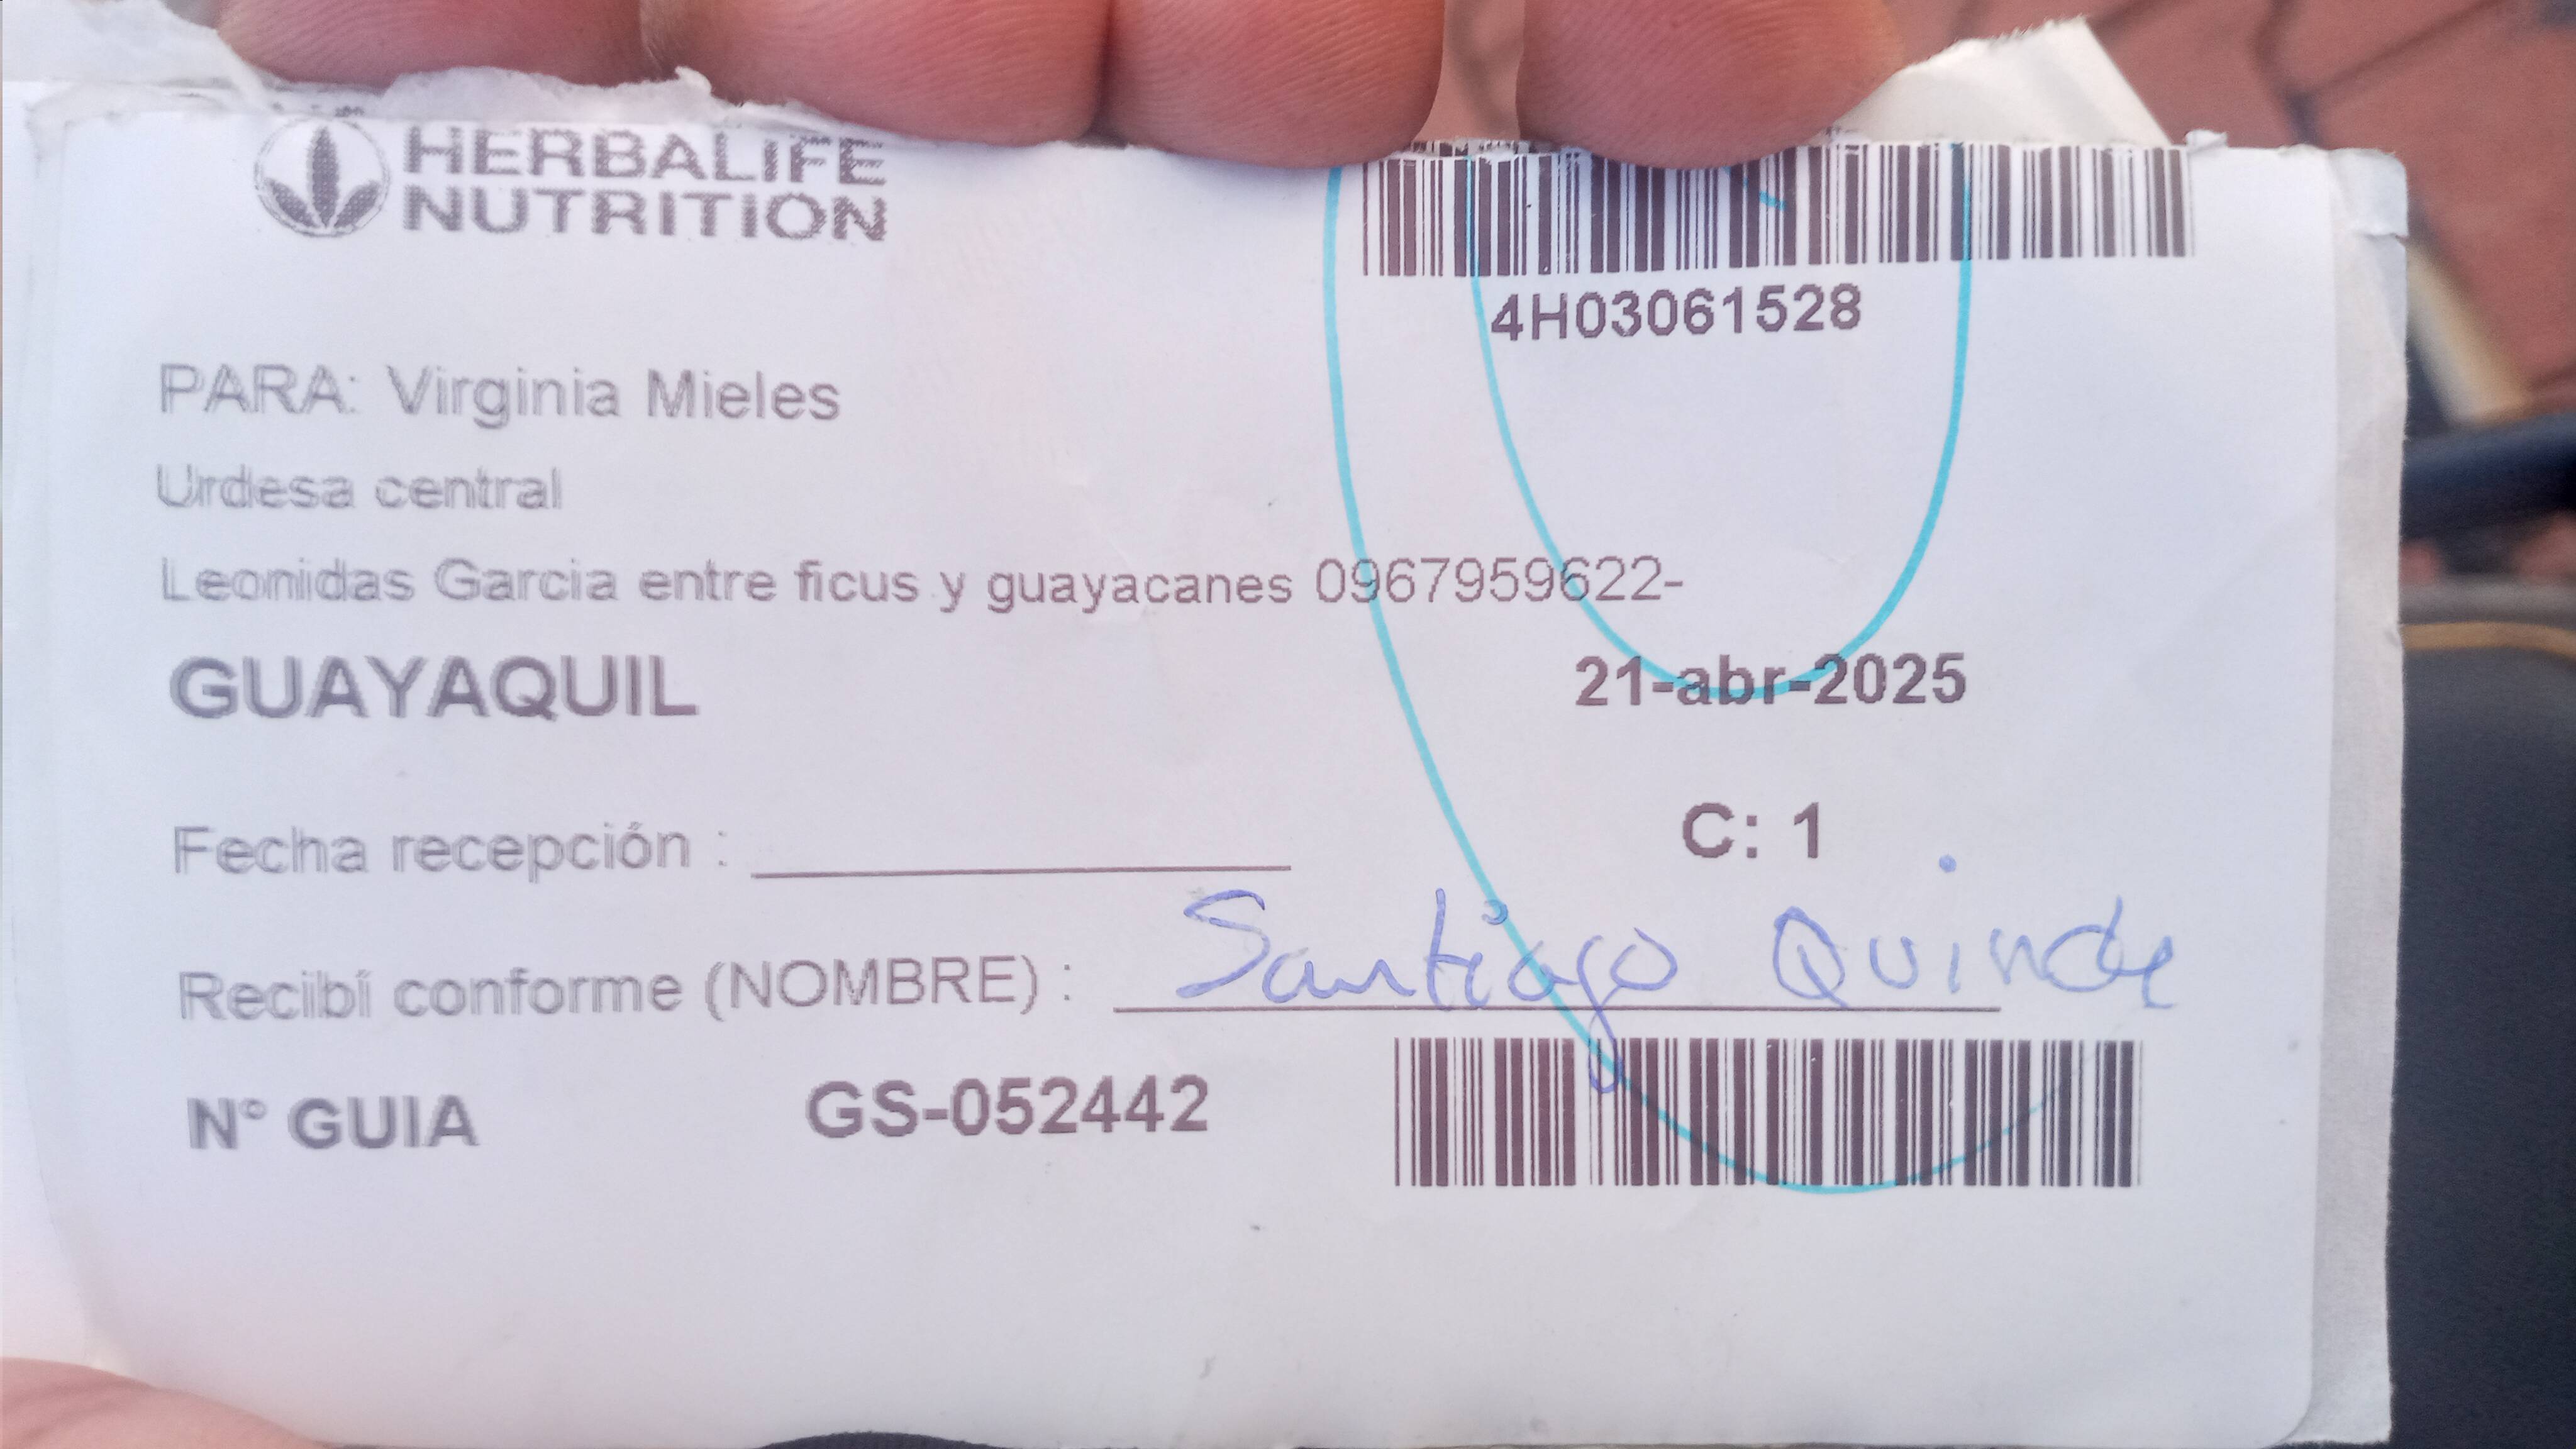 HERBALIFE
NUTRITION
4H03061528
PARA: Virginia Mieles
Urdesa central
Leonidas Garcia entre ficus y guayacanes 0967959622-
GUAYAQUIL
21-abr-2025
C: 1
Fecha recepción :
Recibí conforme (NOMBRE) : Santiago Quinde
N° GUIA GS-052442